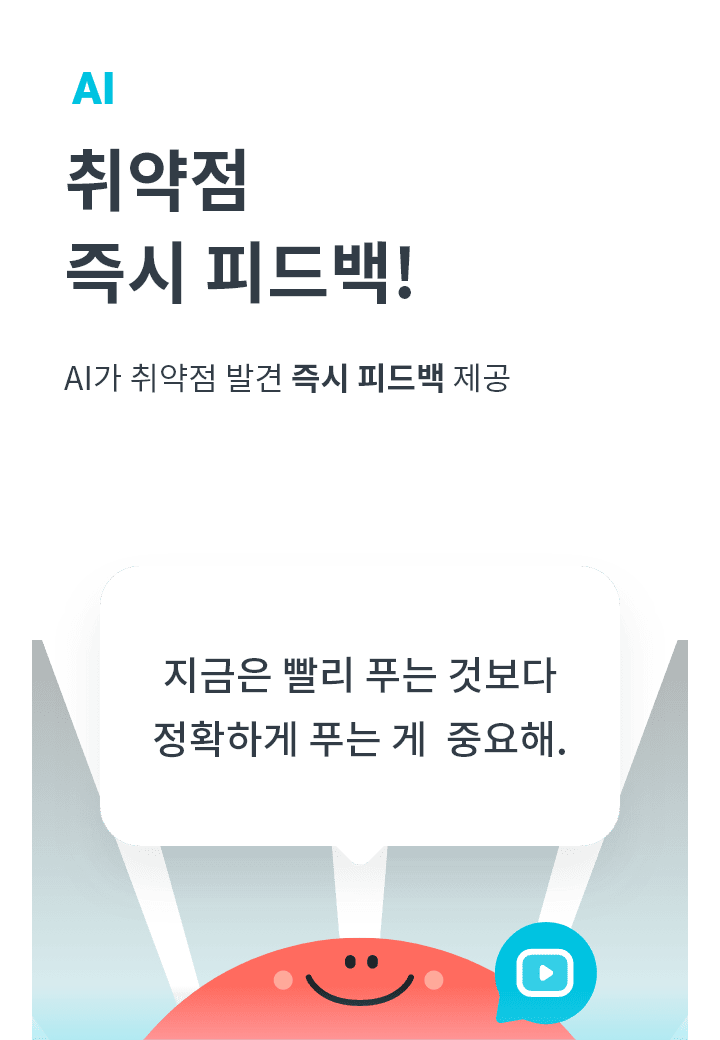 AI
취약점
즉시 피드백!
AI가 취약점 발견 즉시 피드백 제공
지금은 빨리 푸는 것보다
정확하게 푸는 게 중요해.